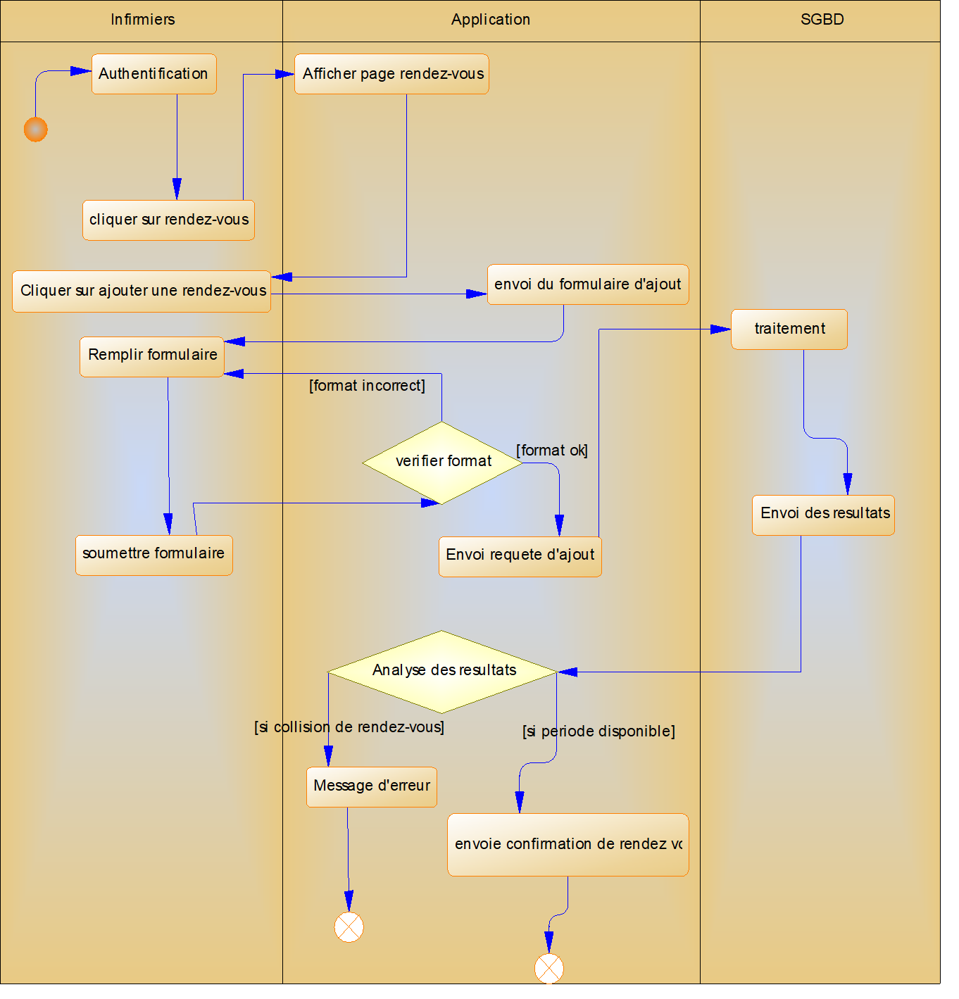 Infirmiers
Application
SGBD
Authentification
Afficher page rendez-vous
cliquer sur rendez-vous
Cliquer sur ajouter une rendez-vous
envoi du formulaire d'ajout
traitement
Remplir formulaire
[format incorrect]
[format ok]
verifier format
Envoi des resultats
soumettre formulaire
Envoi requete d'ajout
Analyse des resultats
[si collision de rendez-vous]
[si periode disponible]
Message d'erreur
envoie confirmation de rendez